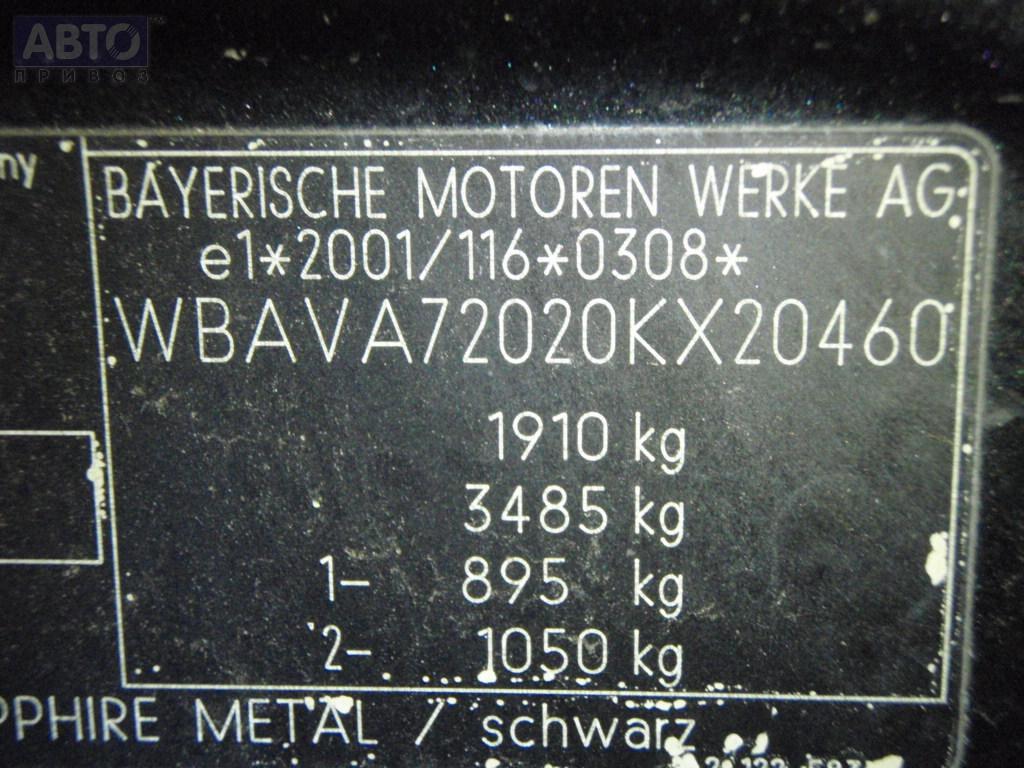 АВТО
ПРИВОЗ
ny
BAYERISCHE MOTOREN WERKE AG
e1*2001/116*0308*
WBAVA72020KX20460
1910 kg
3485 kg
1- 895 kg
2- 1050 kg
PPHIRE METAL / schwarz